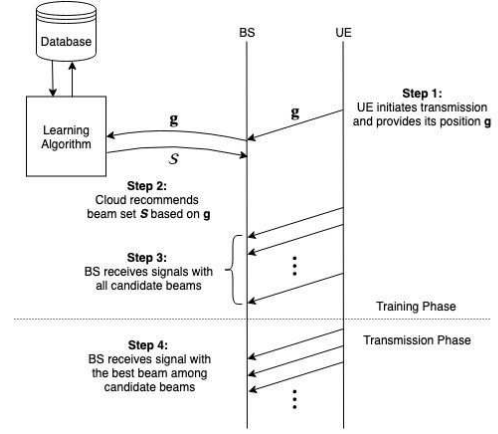 Database
BS
UE
Learning
Algorithm
g
S
g
Step 1:
UE initiates transmission
and provides its position g
Step 2:
Cloud recommends
beam set S based on g
Step 3:
BS receives signals with
all candidate beams
Training Phase
Transmission Phase
Step 4:
BS receives signal with
the best beam among
candidate beams